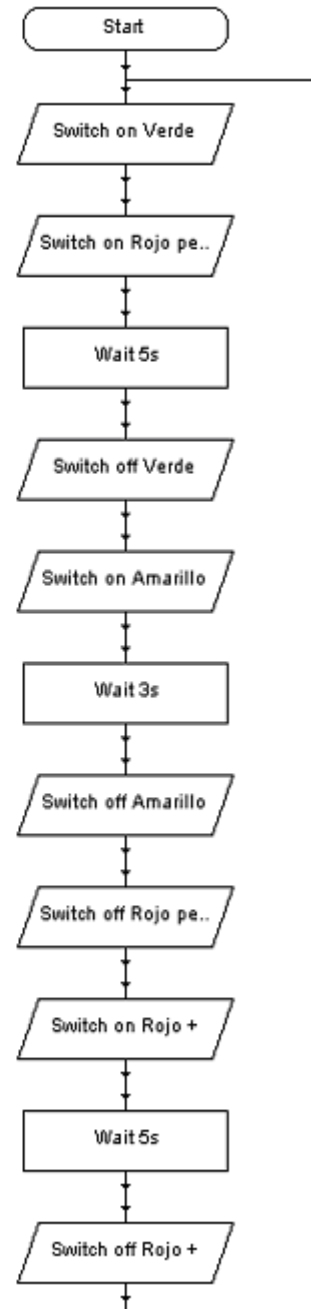 Start
Switch on Verde
Switch on Rojo pe..
Wait 5s
Switch off Verde
Switch on Amarillo
Wait 3s
Switch off Amarillo
Switch off Rojo pe..
Switch on Rojo +
Wait 5s
Switch off Rojo +